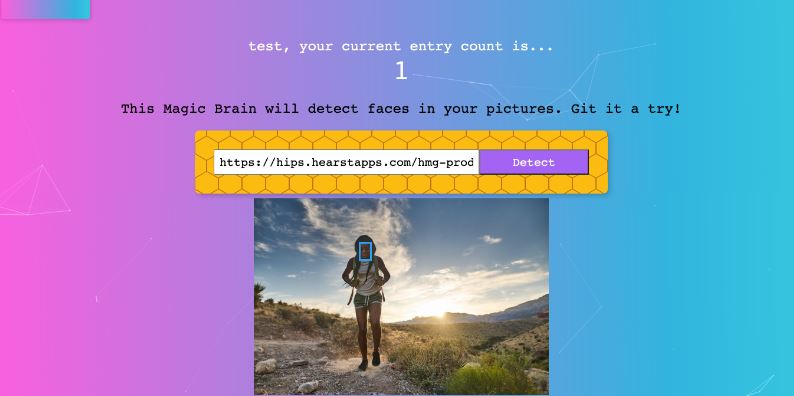 test, your current entry count is...
1
This Magic Brain will detect faces in your pictures. Git it a try!
https://hips.hearstapps.com/hmg-prod
Detect